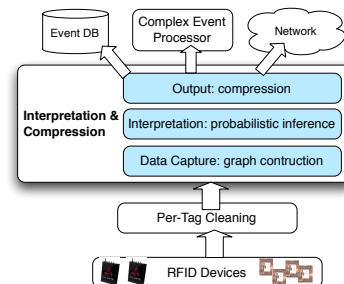 Event DB
Complex Event
Processor
Network
Output: compression
Interpretation &
Compression
Interpretation: probabilistic inference
Data Capture: graph contruction
Per-Tag Cleaning
RFID Devices